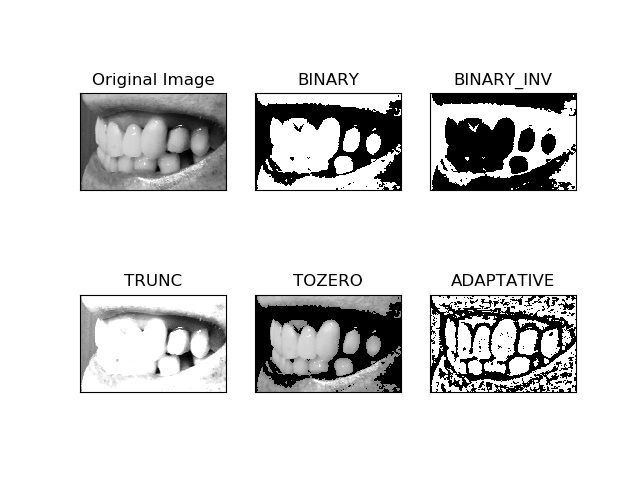 Original Image
BINARY
BINARY_INV
TRUNC
TOZERO
ADAPTATIVE